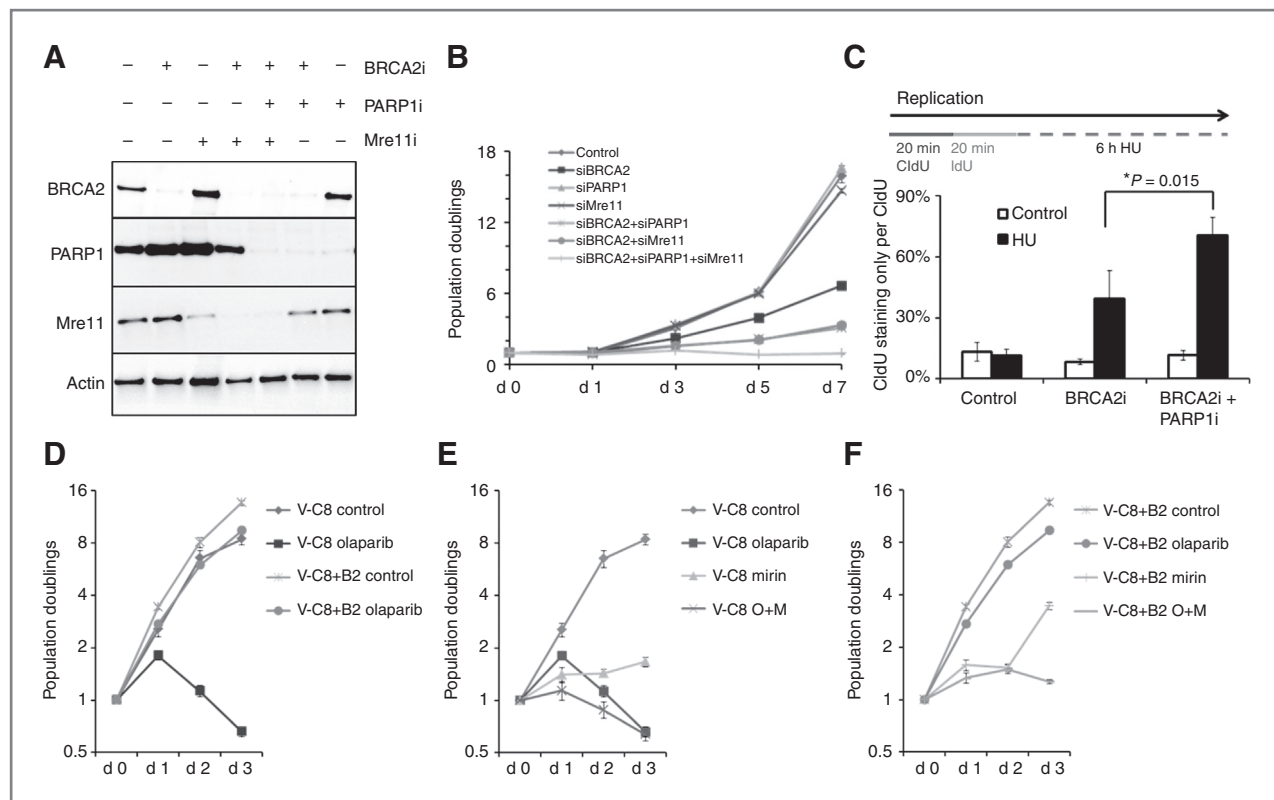 A
– + – + + + – BRCA2i
– – – – + + + PARP1i
– – + + + – – Mre11i
BRCA2
PARP1
Mre11
Actin
B
Population doublings
18
12
6
0
d 0 d 1 d 3 d 5 d 7
Control
siBRCA2
siPARP1
siMre11
siBRCA2+siPARP1
siBRCA2+siMre11
siBRCA2+siPARP1+siMre11
C
Replication
20 min CldU
20 min IdU
6 h HU
*P = 0.015
CldU staining only per CldU
90%
60%
30%
0%
Control
HU
Control BRCA2i BRCA2i + PARP1i
D
Population doublings
16
8
4
2
1
0.5
d 0 d 1 d 2 d 3
V-C8 control
V-C8 olaparib
V-C8+B2 control
V-C8+B2 olaparib
E
Population doublings
16
8
4
2
1
0.5
d 0 d 1 d 2 d 3
V-C8 control
V-C8 olaparib
V-C8 mirin
V-C8 O+M
F
Population doublings
16
8
4
2
1
0.5
d 0 d 1 d 2 d 3
V-C8+B2 control
V-C8+B2 olaparib
V-C8+B2 mirin
V-C8+B2 O+M